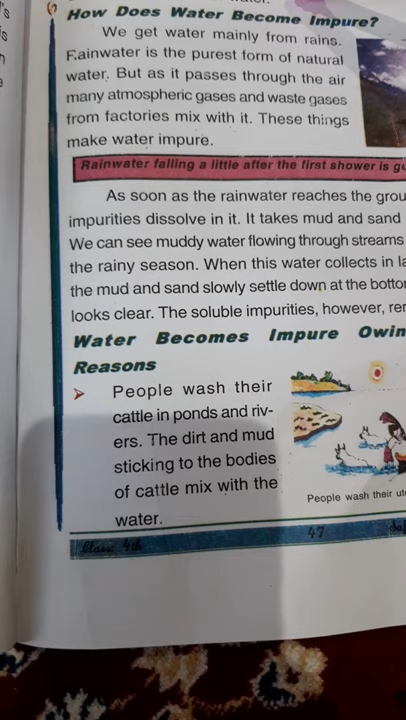 How Does Water Become Impure?
We get water mainly from rains.
Rainwater is the purest form of natural
water. But as it passes through the air
many atmospheric gases and waste gases
from factories mix with it. These things
make water impure.
Rainwater falling a little after the first shower is
As soon as the rainwater reaches the
impurities dissolve in it. It takes mud and sand
We can see muddy water flowing through streams
the rainy season. When this water collects in
the mud and sand slowly settle down at the
looks clear. The soluble impurities, however,
Water Becomes Impure
Reasons
People wash their
cattle in ponds and riv-
ers. The dirt and mud
sticking to the bodies
of cattle mix with the
water.
People wash their
Class 4th 47